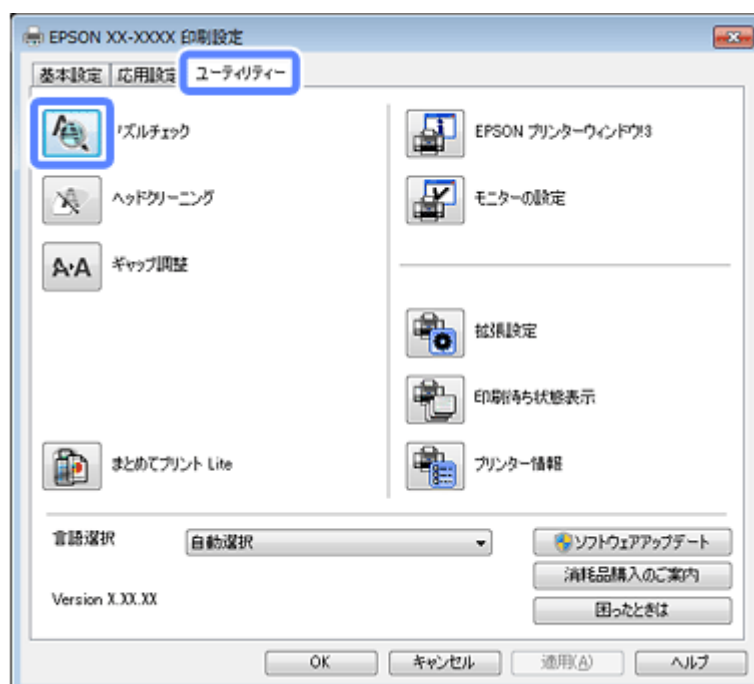 EPSON XX-XXXX 印刷設定
基本設定
応用設定
ユーティリティー
ノズルチェック
ヘッドクリーニング
ギャップ調整
まとめてプリント Lite
EPSON プリンターウィンドウ!3
モニターの設定
拡張設定
印刷待ち状態表示
プリンター情報
言語選択
自動選択
Version X.XX.XX
ソフトウェアアップデート
消耗品購入のご案内
困ったときは
OK
キャンセル
適用(A)
ヘルプ